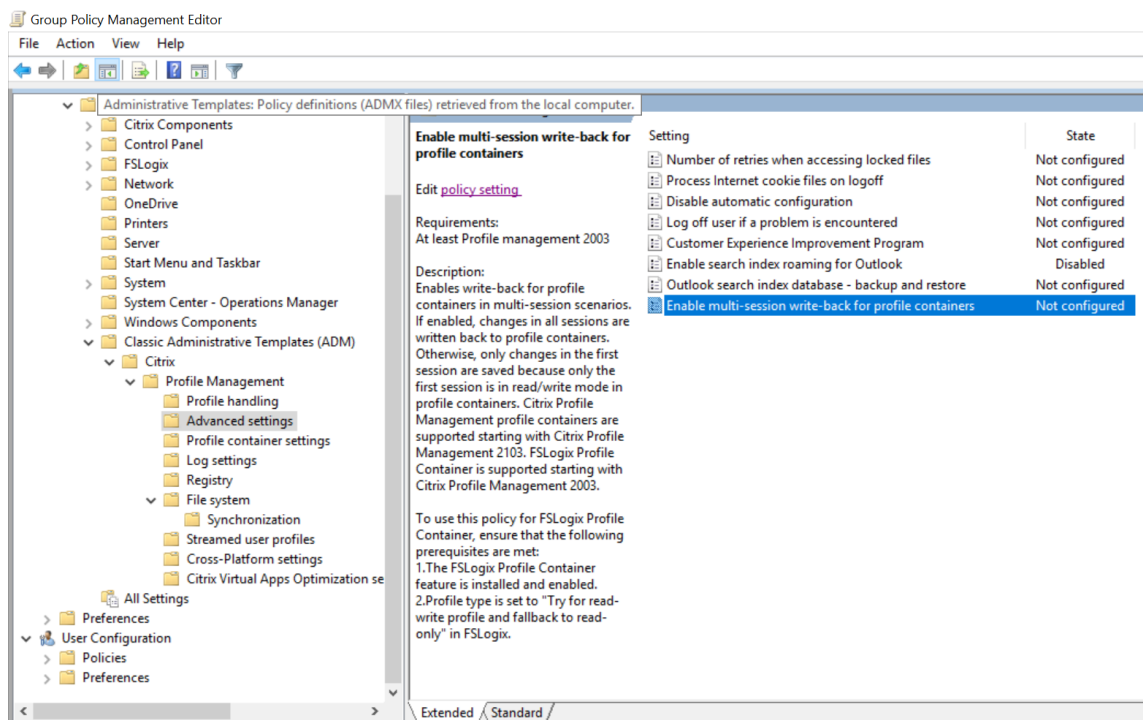 Group Policy Management Editor
File Action View Help
Administrative Templates: Policy definitions (ADMX files) retrieved from the local computer.
Citrix Components
Control Panel
FSLogix
Network
OneDrive
Printers
Server
Start Menu and Taskbar
System
System Center - Operations Manager
Windows Components
Classic Administrative Templates (ADM)
Citrix
Profile Management
Profile handling
Advanced settings
Profile container settings
Log settings
Registry
File system
Synchronization
Streamed user profiles
Cross-Platform settings
Citrix Virtual Apps Optimization se
All Settings
Preferences
User Configuration
Policies
Preferences
Enable multi-session write-back for
profile containers
Edit policy setting
Requirements:
At least Profile management 2003
Description:
Enables write-back for profile
containers in multi-session scenarios.
If enabled, changes in all sessions are
written back to profile containers.
Otherwise, only changes in the first
session are saved because only the
first session is in read/write mode in
profile containers. Citrix Profile
Management profile containers are
supported starting with Citrix Profile
Management 2103. FSLogix Profile
Container is supported starting with
Citrix Profile Management 2003.
To use this policy for FSLogix Profile
Container, ensure that the following
prerequisites are met:
1.The FSLogix Profile Container
feature is installed and enabled.
2.Profile type is set to "Try for read-
write profile and fallback to read-
only" in FSLogix.
Setting State
Number of retries when accessing locked files Not configured
Process Internet cookie files on logoff Not configured
Disable automatic configuration Not configured
Log off user if a problem is encountered Not configured
Customer Experience Improvement Program Not configured
Enable search index roaming for Outlook Disabled
Outlook search index database - backup and restore Not configured
Enable multi-session write-back for profile containers Not configured
Extended Standard